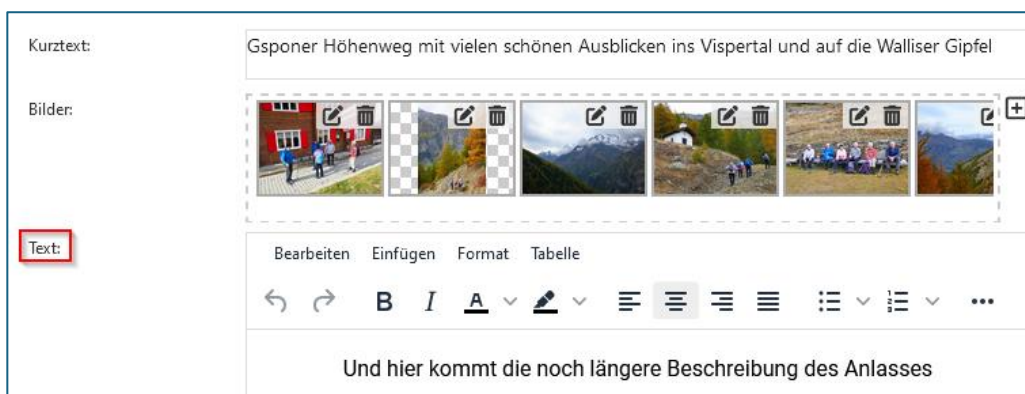 Kurztext:
Gsponer Höhenweg mit vielen schönen Ausblicken ins Vispertal und auf die Walliser Gipfel
Bilder:
Text:
Bearbeiten Einfügen Format Tabelle
B I A
Und hier kommt die noch längere Beschreibung des Anlasses